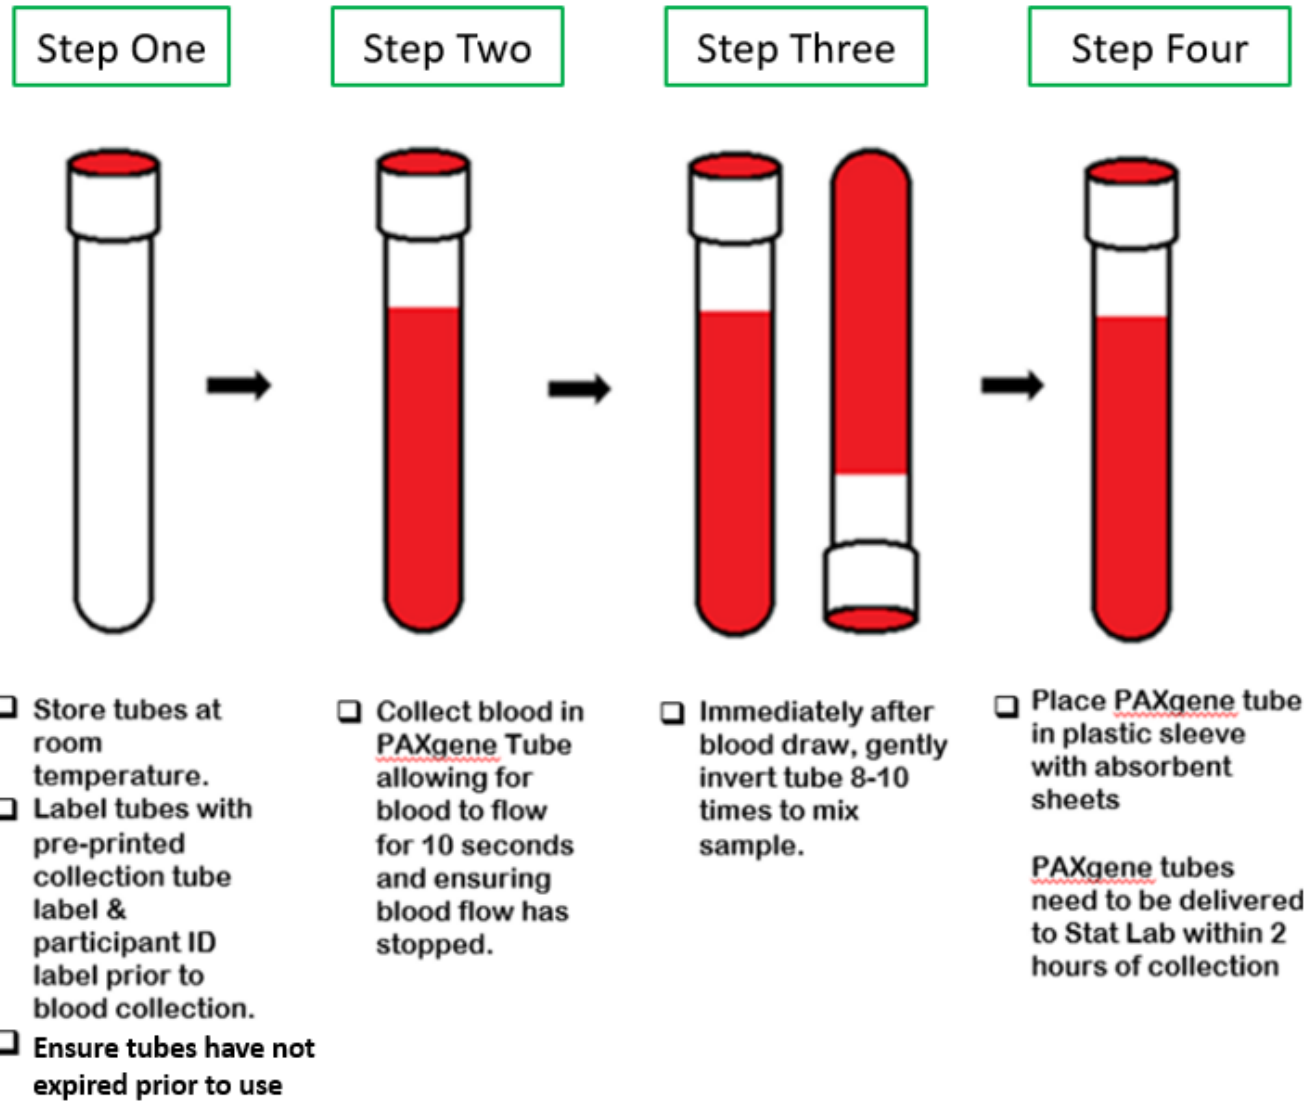 Step One
Step Two
Step Three
Step Four
Store tubes at
room
temperature.
Label tubes with
pre-printed
collection tube
label &
participant ID
label prior to
blood collection.
Ensure tubes have not
expired prior to use
Collect blood in
PAXgene Tube
allowing for
blood to flow
for 10 seconds
and ensuring
blood flow has
stopped.
Immediately after
blood draw, gently
invert tube 8-10
times to mix
sample.
Place PAXgene tube
in plastic sleeve
with absorbent
sheets
PAXgene tubes
need to be delivered
to Stat Lab within 2
hours of collection